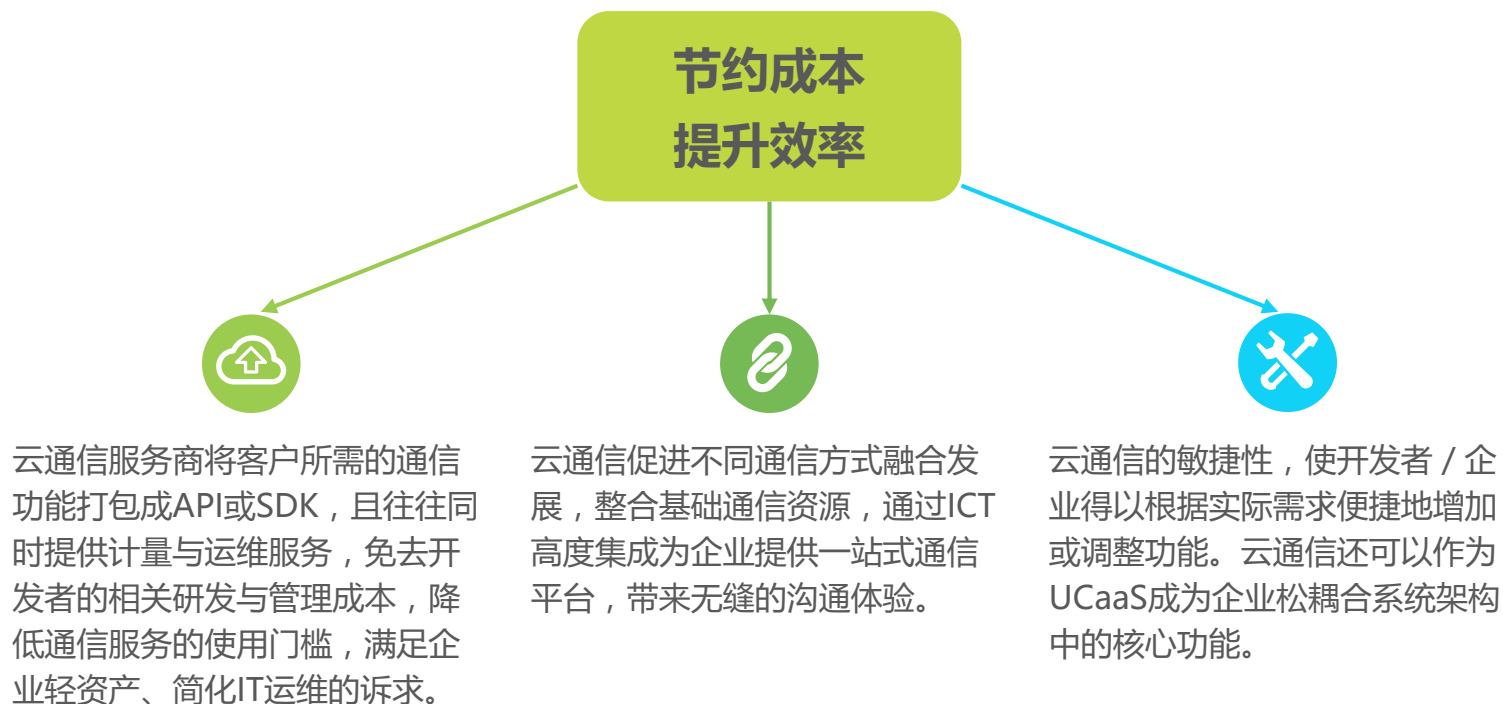 节约成本
提升效率
云通信服务商将客户所需的通信
功能打包成API或SDK，且往往同
时提供计量与运维服务，免去开
发者的相关研发与管理成本，降
低通信服务的使用门槛，满足企
业轻资产、简化IT运维的诉求。
云通信促进不同通信方式融合发
展，整合基础通信资源，通过ICT
高度集成为企业提供一站式通信
平台，带来无缝的沟通体验。
云通信的敏捷性，使开发者／企
业得以根据实际需求便捷地增加
或调整功能。云通信还可以作为
UCaaS成为企业松耦合系统架构
中的核心功能。